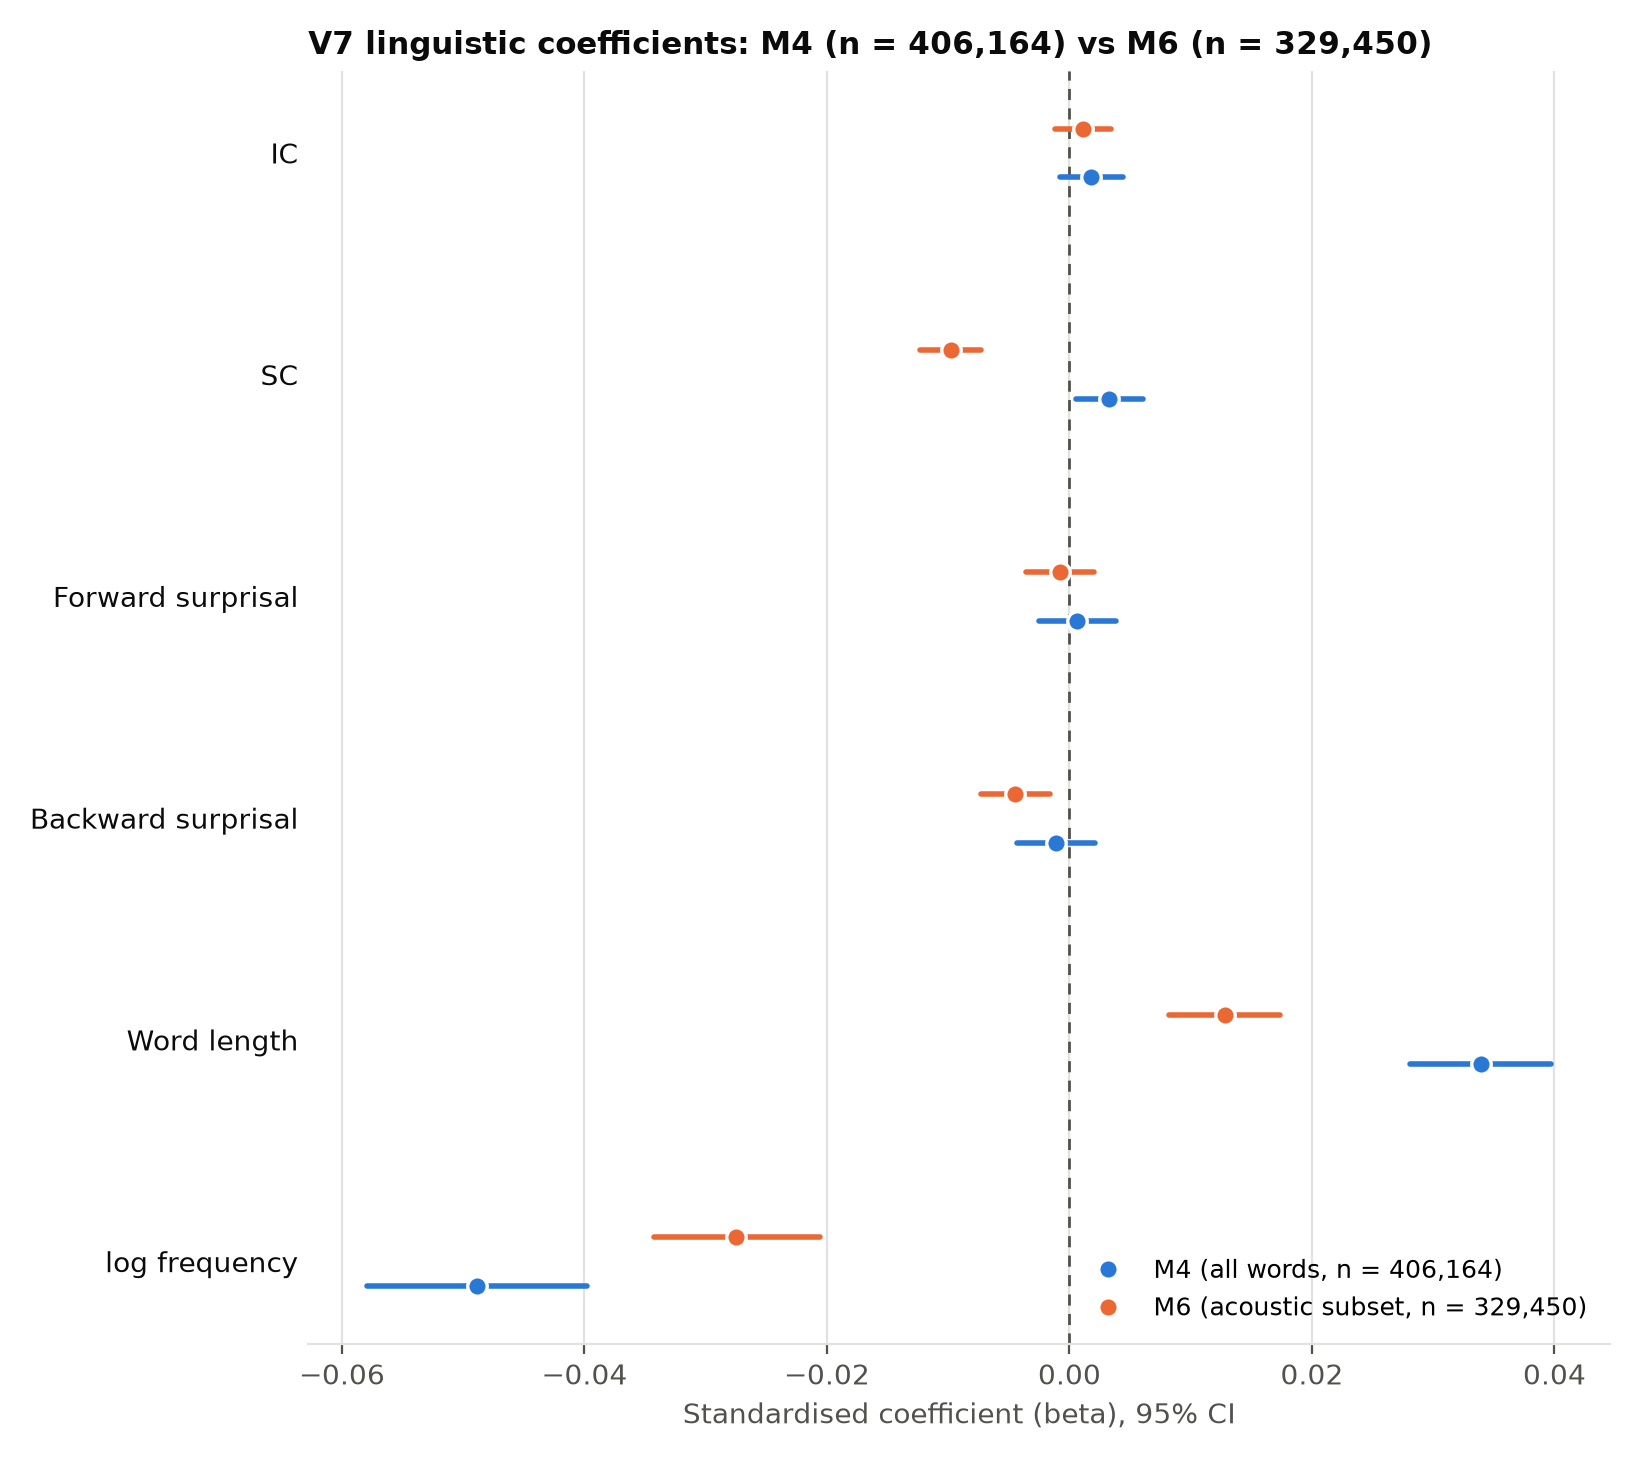 V7 linguistic coefficients: M4 (n = 406,164) vs M6 (n = 329,450)
IC
SC
Forward surprisal
Backward surprisal
Word length
log frequency
M4 (all words, n = 406,164)
M6 (acoustic subset, n = 329,450)
−0.06 −0.04 −0.02 0.00 0.02 0.04
Standardised coefficient (beta), 95% CI